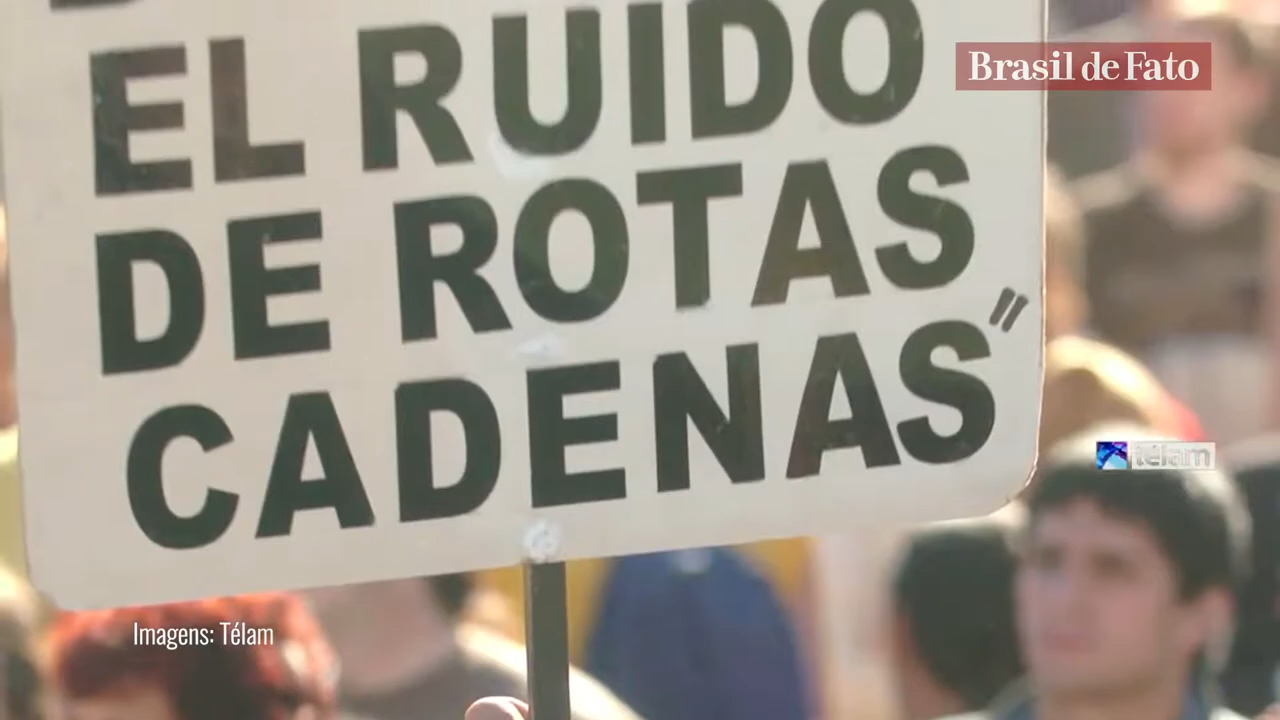 EL RUIDO
DE ROTAS
CADENAS"
Brasil de Fato
télam
Imagens: Télam